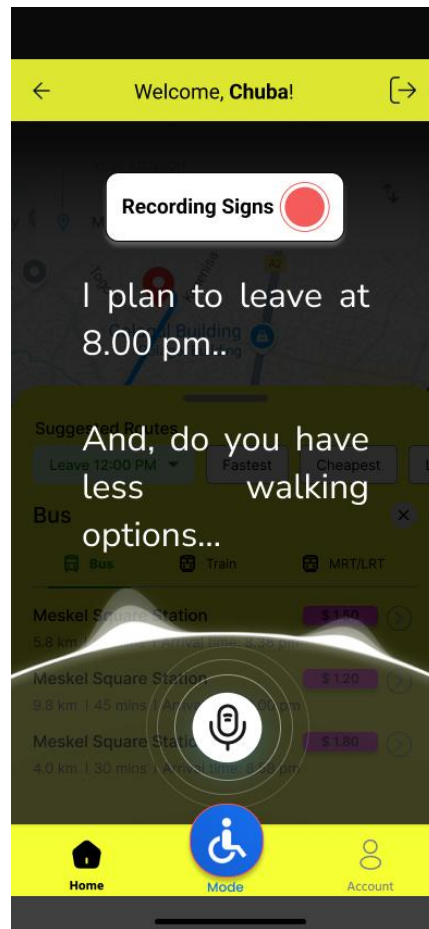 Welcome, Chuba!
Recording Signs
I plan to leave at
8.00 pm..
And, do you have
less walking
options...
Suggested Routes
Leave 12:00 PM
Fastest
Cheapest
Bus
Bus
Train
MRT/LRT
Meskel Square Station
$ 1.50
5.8 km
Meskel Square Station
$ 1.20
9.8 km | 45 mins
Meskel Square
$ 1.80
4.0 km | 30 mins
Home
Mode
Account